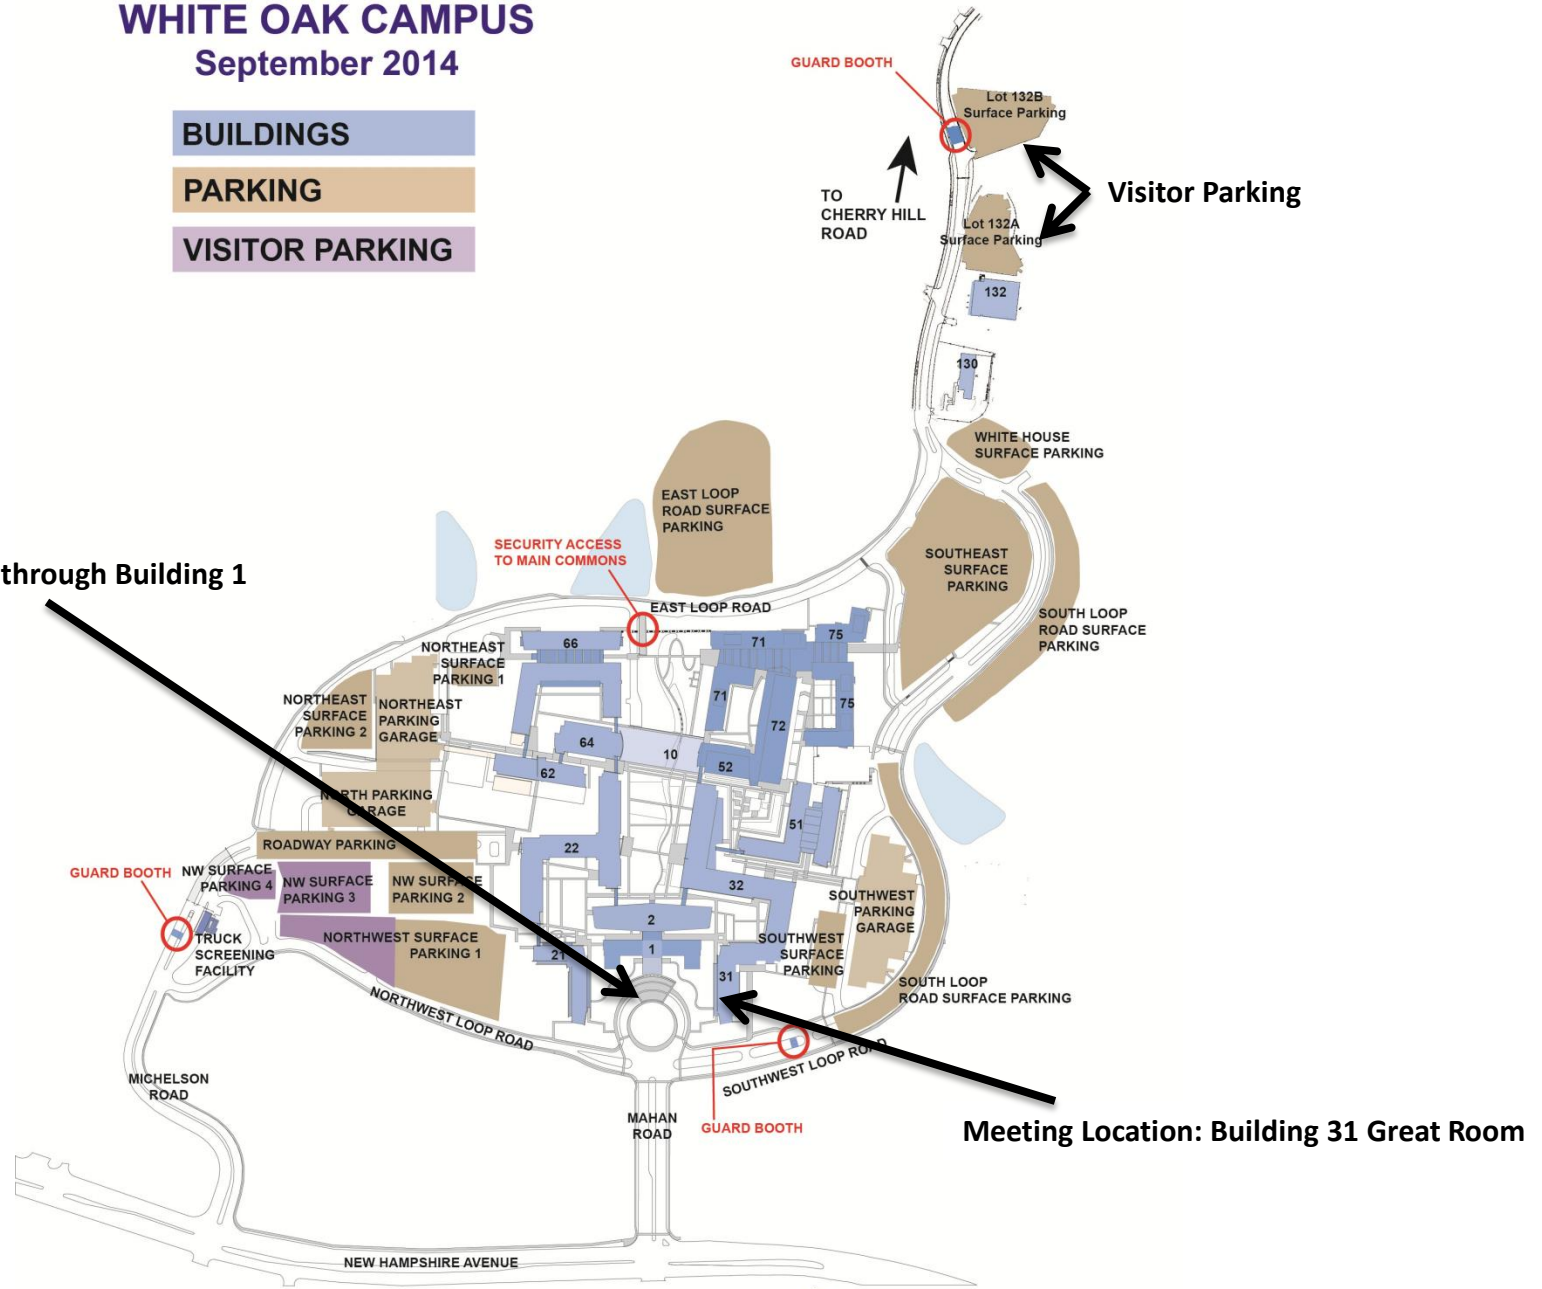 WHITE OAK CAMPUS
September 2014
BUILDINGS
PARKING
VISITOR PARKING
GUARD BOOTH
Lot 132B
Surface Parking
Visitor Parking
TO
CHERRY HILL
ROAD
Lot 132A
Surface Parking
132
130
WHITE HOUSE
SURFACE PARKING
EAST LOOP
ROAD SURFACE
PARKING
SECURITY ACCESS
TO MAIN COMMONS
SOUTHEAST
SURFACE
PARKING
through Building 1
EAST LOOP ROAD
SOUTH LOOP
ROAD SURFACE
PARKING
66
71
75
NORTHEAST
SURFACE
PARKING 1
NORTHEAST
SURFACE
PARKING 2
NORTHEAST
PARKING
GARAGE
71
75
72
64
10
52
62
NORTH PARKING
GARAGE
51
ROADWAY PARKING
22
GUARD BOOTH
NW SURFACE
PARKING 4
NW SURFACE
PARKING 3
NW SURFACE
PARKING 2
32
SOUTHWEST
PARKING
GARAGE
2
TRUCK
SCREENING
FACILITY
NORTHWEST SURFACE
PARKING 1
21
1
31
SOUTHWEST
SURFACE
PARKING
SOUTH LOOP
ROAD SURFACE PARKING
NORTHWEST LOOP ROAD
SOUTHWEST LOOP ROAD
MICHELSON
ROAD
MAHAN
ROAD
GUARD BOOTH
Meeting Location: Building 31 Great Room
NEW HAMPSHIRE AVENUE